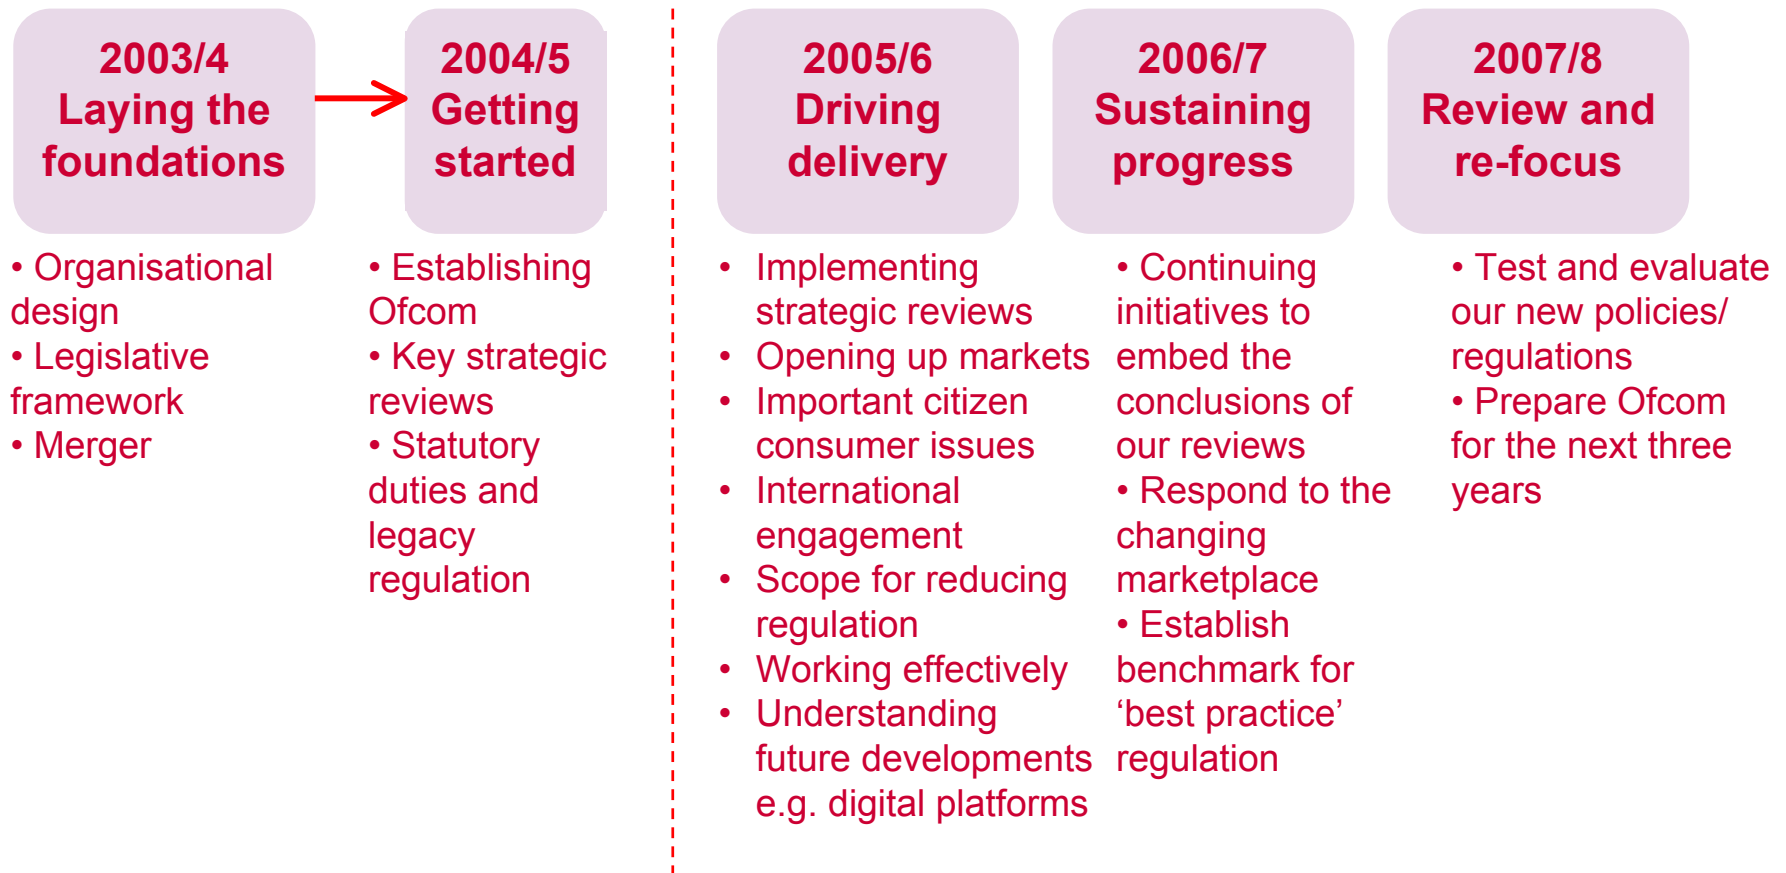 2003/4
Laying the
foundations
• Organisational
design
• Legislative
framework
• Merger
2004/5
Getting
started
• Establishing
Ofcom
• Key strategic
reviews
• Statutory
duties and
legacy
regulation
2005/6
Driving
delivery
• Implementing
strategic reviews
• Opening up markets
• Important citizen
consumer issues
• International
engagement
• Scope for reducing
regulation
• Working effectively
• Understanding
future developments
e.g. digital platforms
2006/7
Sustaining
progress
• Continuing
initiatives to
embed the
conclusions of
our reviews
• Respond to the
changing
marketplace
• Establish
benchmark for
‘best practice’
regulation
2007/8
Review and
re-focus
• Test and evaluate
our new policies/
regulations
• Prepare Ofcom
for the next three
years